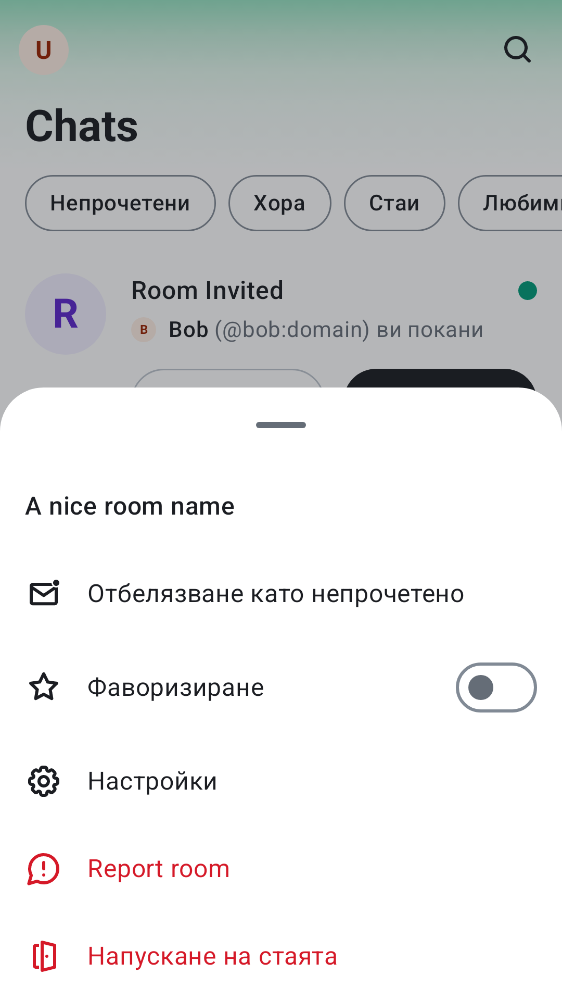 U
Chats
Непрочетени
Хора
Стаи
Любим
R
Room Invited
B Bob (@bob:domain) ви покани
A nice room name
Отбелязване като непрочетено
Фаворизиране
Настройки
Report room
Напускане на стаята